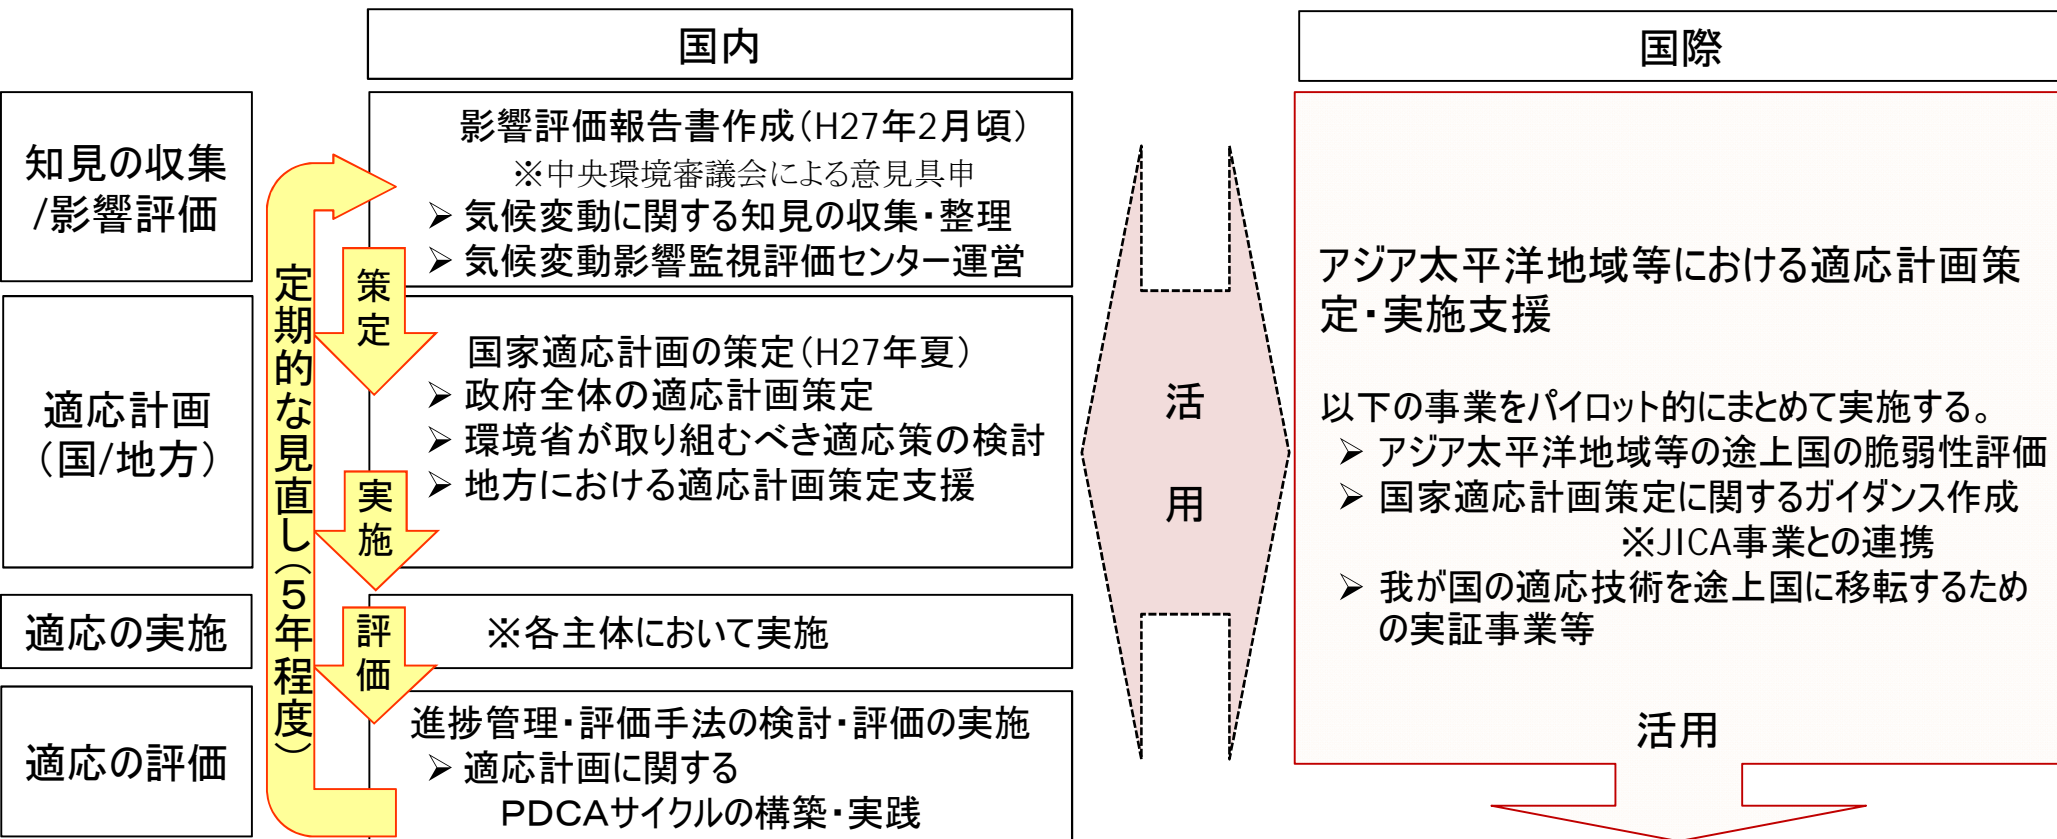 国内
国際
知見の収集
/影響評価
影響評価報告書作成（H27年2月頃）
※中央環境審議会による意見具申
➢ 気候変動に関する知見の収集・整理
➢ 気候変動影響監視評価センター運営
策定
適応計画
（国/地方）
国家適応計画の策定（H27年夏）
➢ 政府全体の適応計画策定
➢ 環境省が取り組むべき適応策の検討
➢ 地方における適応計画策定支援
実施
適応の実施
※各主体において実施
評価
適応の評価
進捗管理・評価手法の検討・評価の実施
➢ 適応計画に関する
PDCAサイクルの構築・実践
定期的な見直し（５年程度）
活用
アジア太平洋地域等における適応計画策
定・実施支援
以下の事業をパイロット的にまとめて実施する。
➢ アジア太平洋地域等の途上国の脆弱性評価
➢ 国家適応計画策定に関するガイダンス作成
※JICA事業との連携
➢ 我が国の適応技術を途上国に移転するため
の実証事業等
活用